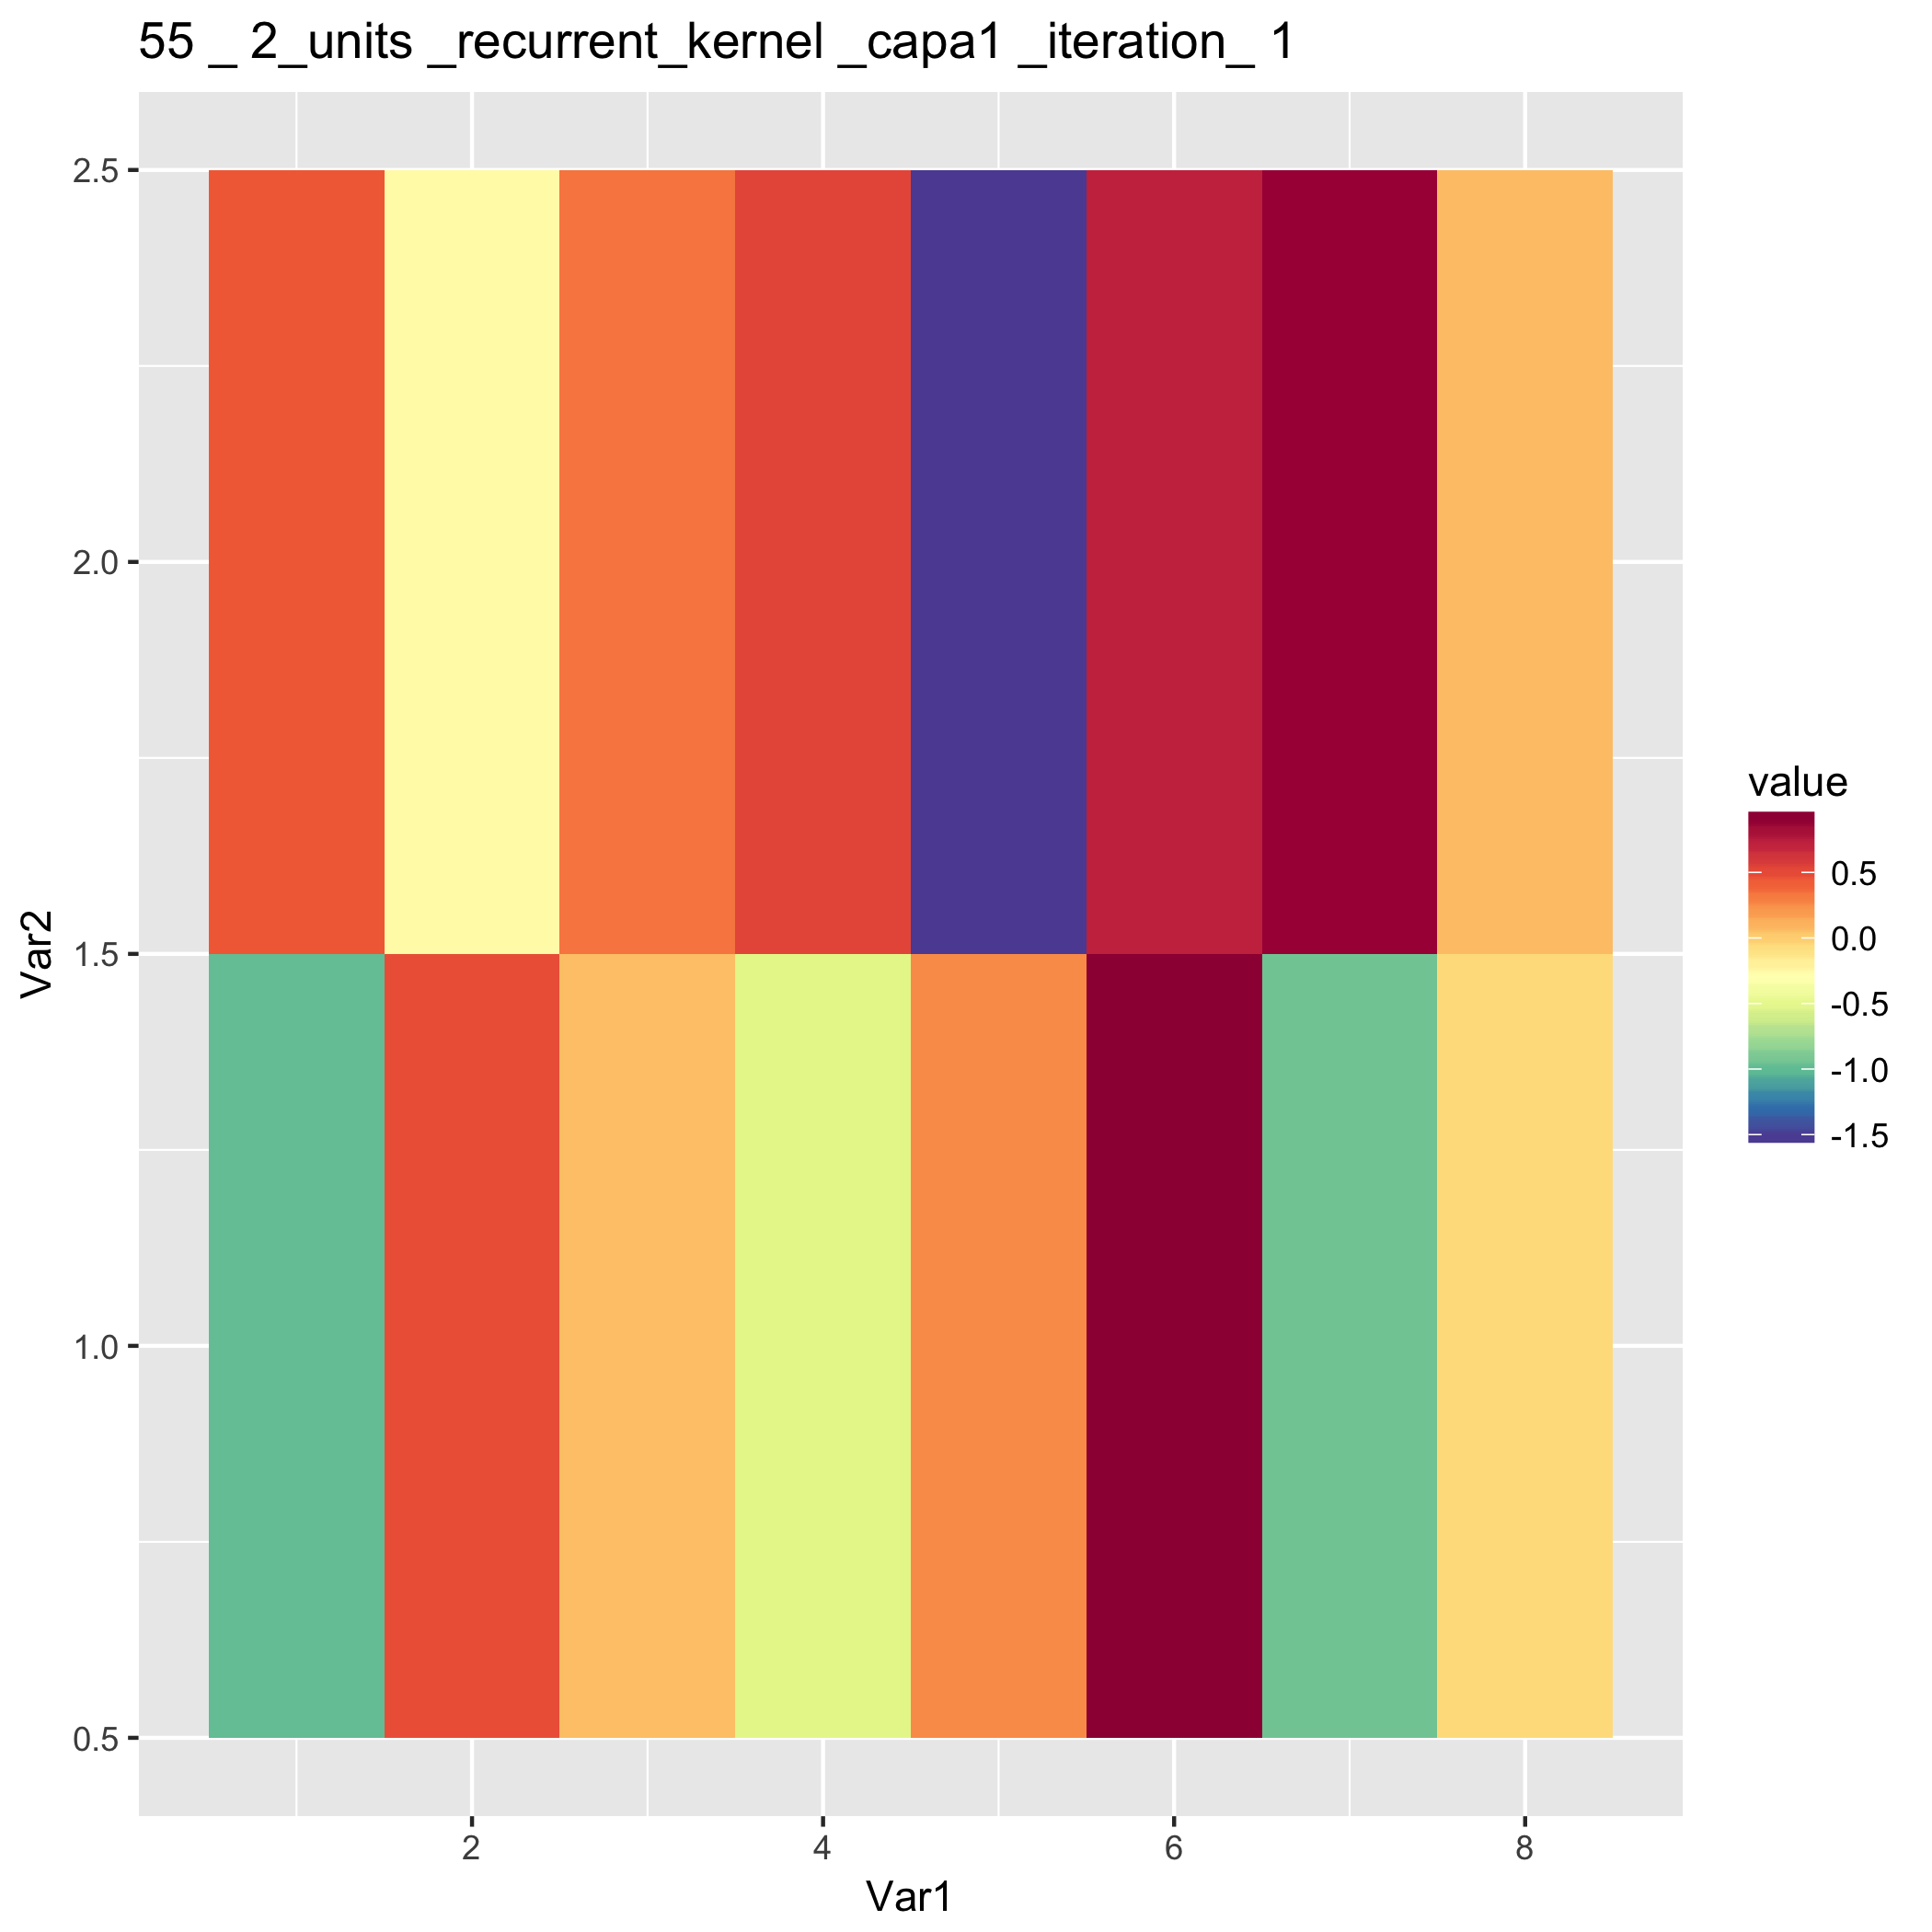 55 _ 2_units _recurrent_kernel _capa1 _iteration_ 1
2.5
2.0
1.5
1.0
0.5
Var2
2 4 6 8
Var1
value
0.5
0.0
-0.5
-1.0
-1.5